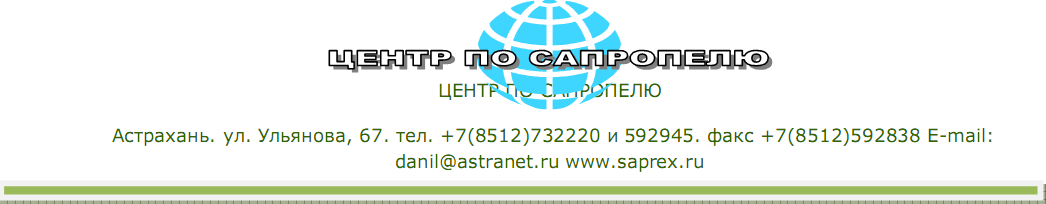 ЦЕНТР ПО САПРОПЕЛЮ
ЦЕНТР ПО САПРОПЕЛЮ
Астрахань. ул. Ульянова, 67. тел. +7(8512)732220 и 592945. факс +7(8512)592838 E-mail:
danil@astranet.ru www.saprex.ru